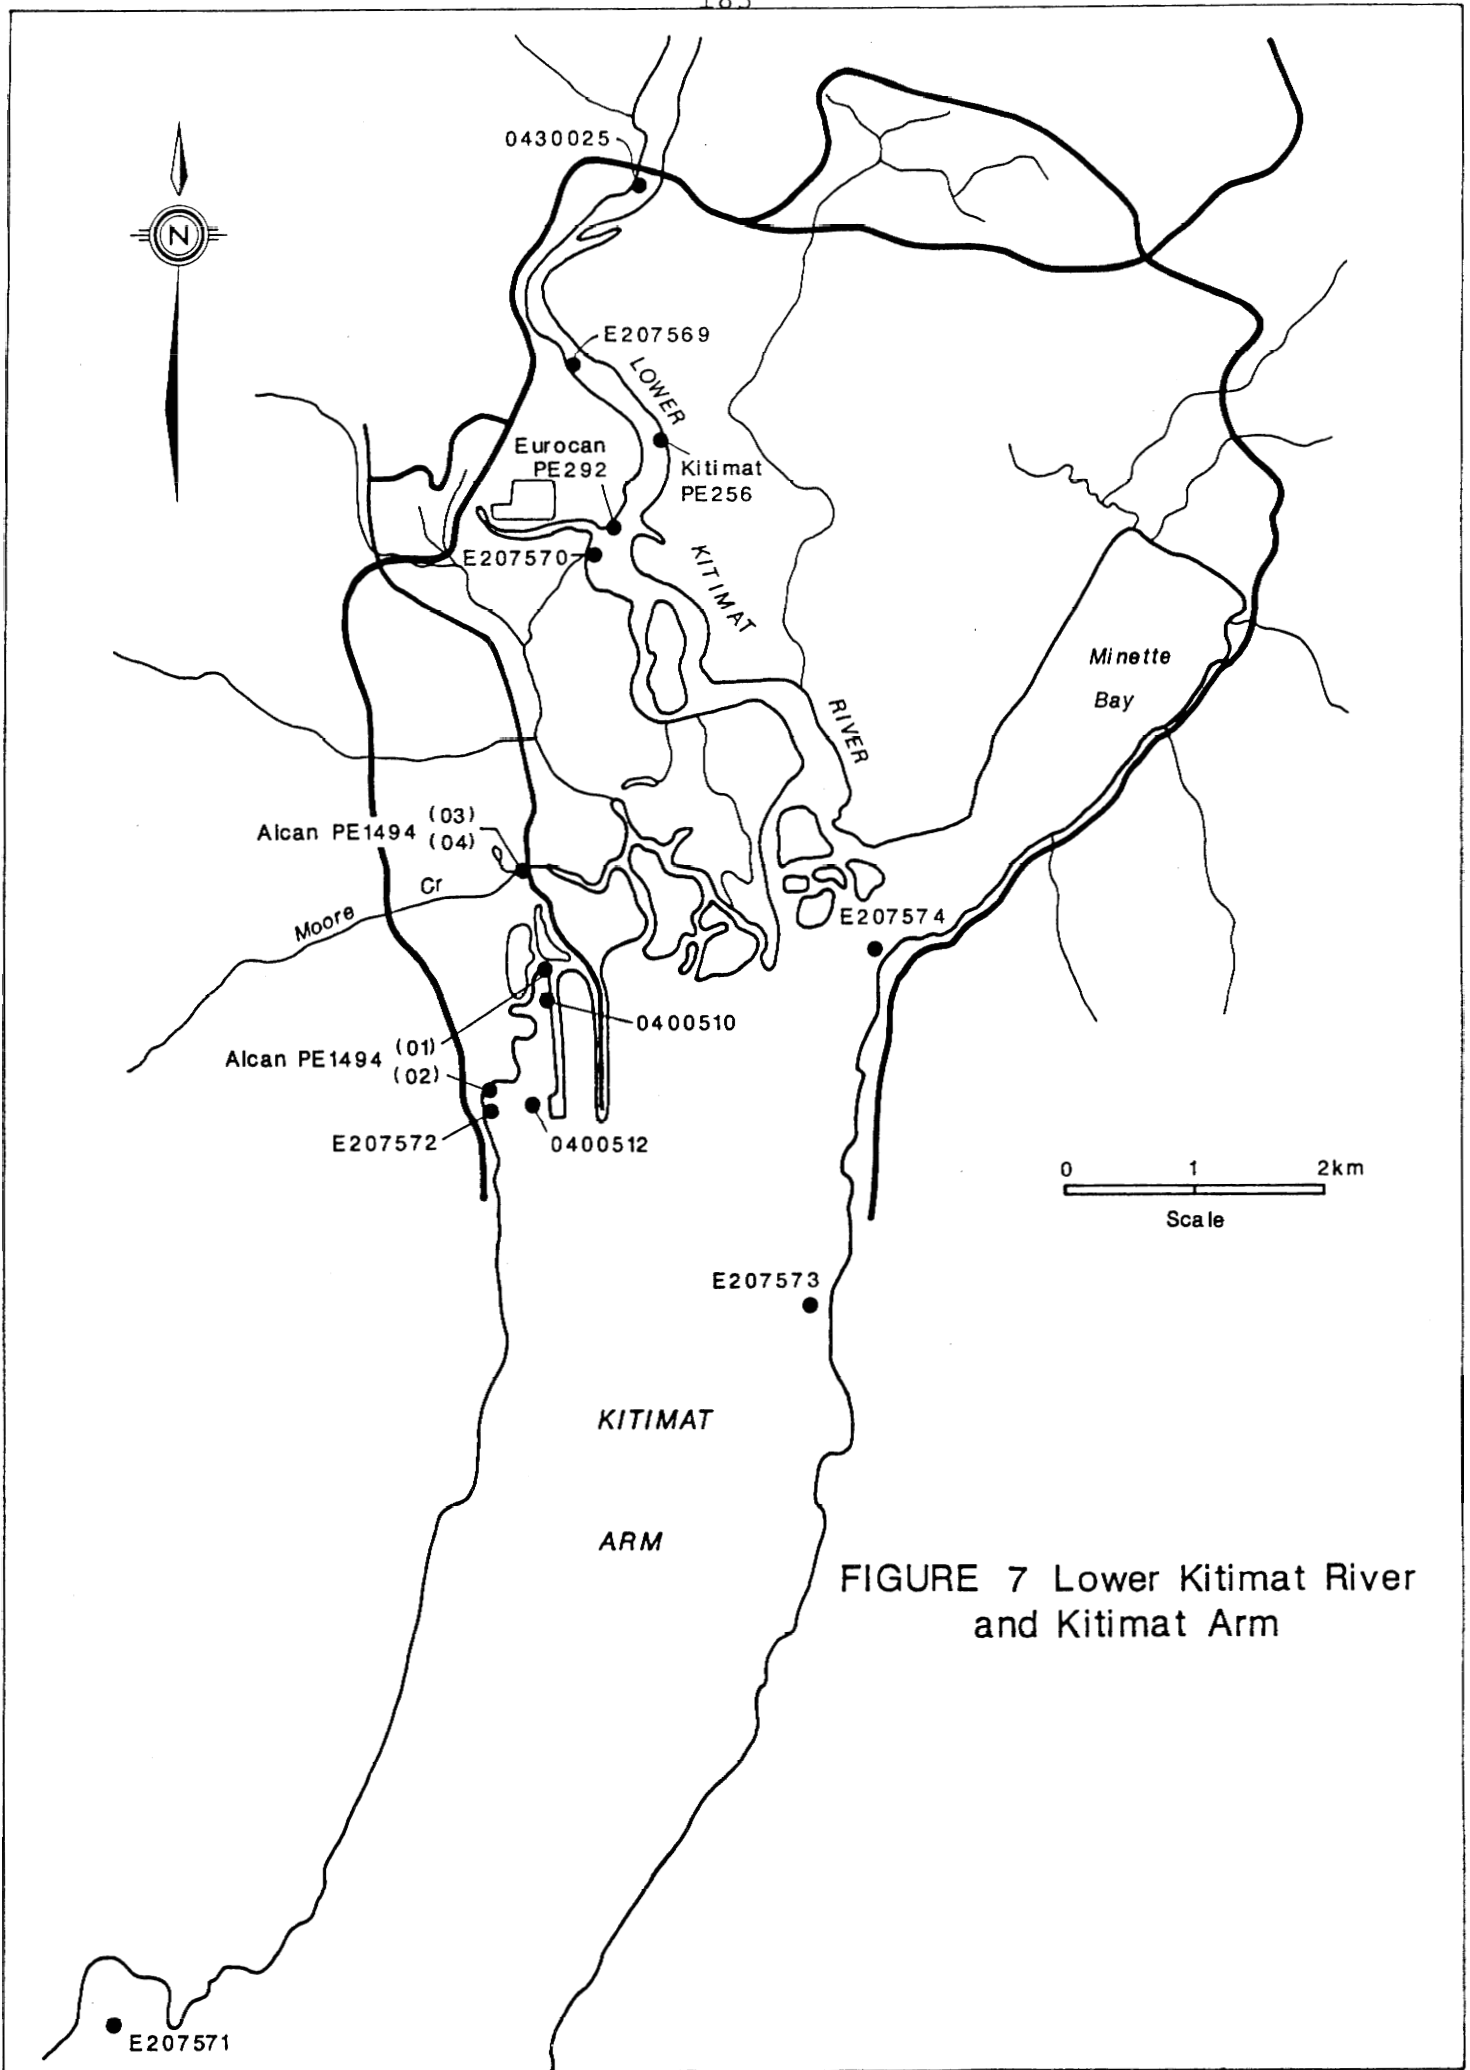 0430025
N
E207569
LOWER
Eurocan
PE292
Kitimat
PE256
E207570
KITIMAT
Minette
Bay
RIVER
Alcan PE1494 (03)
(04)
Moore Cr
E207574
0400510
Alcan PE1494 (01)
(02)
E207572
0400512
0 1 2km
Scale
E207573
KITIMAT
ARM
FIGURE 7 Lower Kitimat River
and Kitimat Arm
E207571